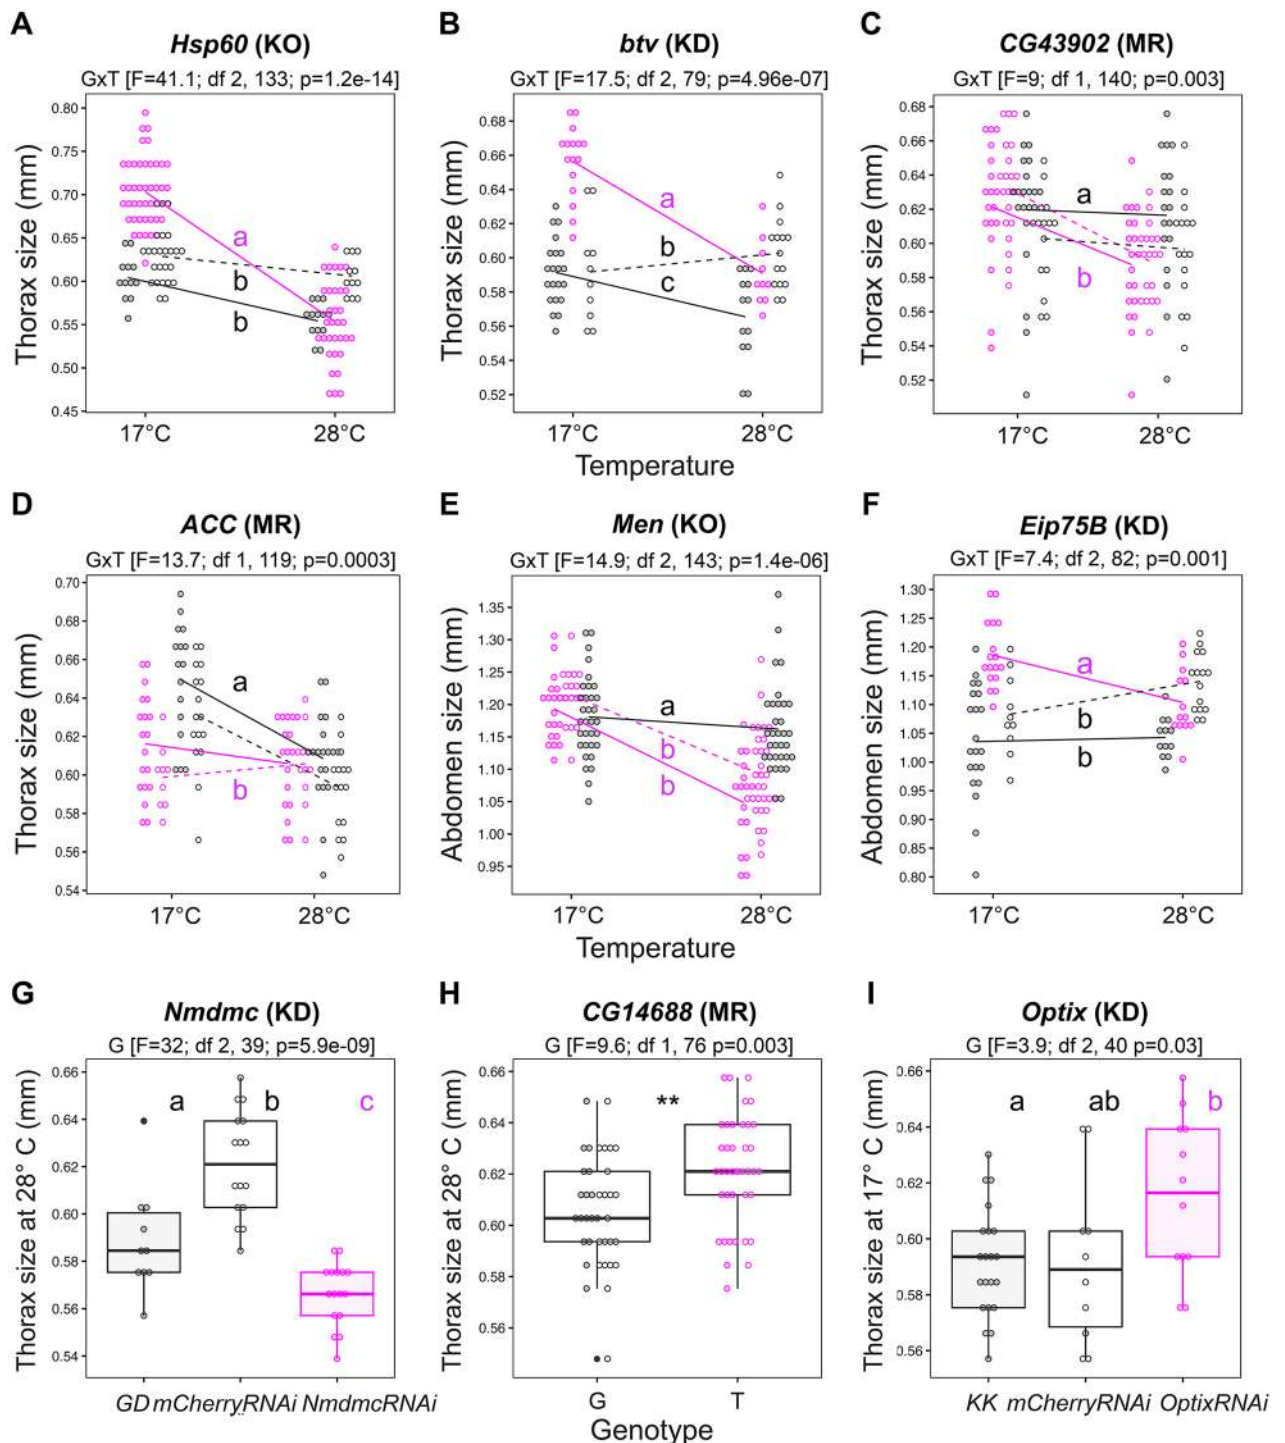 A
Hsp60 (KO)
GxT [F=41.1; df 2, 133; p=1.2e-14]
Thorax size (mm)
0.80
0.75
0.70
0.65
0.60
0.55
0.50
0.45
a
b
b
17°C
28°C
B
btv (KD)
GxT [F=17.5; df 2, 79; p=4.96e-07]
Thorax size (mm)
0.68
0.66
0.64
0.62
0.60
0.58
0.56
0.54
0.52
a
b
c
17°C
28°C
Temperature
C
CG43902 (MR)
GxT [F=9; df 1, 140; p=0.003]
Thorax size (mm)
0.68
0.66
0.64
0.62
0.60
0.58
0.56
0.54
0.52
a
b
17°C
28°C
D
ACC (MR)
GxT [F=13.7; df 1, 119; p=0.0003]
Thorax size (mm)
0.70
0.68
0.66
0.64
0.62
0.60
0.58
0.56
0.54
a
b
17°C
28°C
E
Men (KO)
GxT [F=14.9; df 2, 143; p=1.4e-06]
Abdomen size (mm)
1.35
1.30
1.25
1.20
1.15
1.10
1.05
1.00
0.95
a
b
b
17°C
28°C
Temperature
F
Eip75B (KD)
GxT [F=7.4; df 2, 82; p=0.001]
Abdomen size (mm)
1.30
1.25
1.20
1.15
1.10
1.05
1.00
0.95
0.90
0.85
0.80
a
b
b
17°C
28°C
G
Nmdmc (KD)
G [F=32; df 2, 39; p=5.9e-09]
Thorax size at 28° C (mm)
0.66
0.64
0.62
0.60
0.58
0.56
0.54
a
b
c
GD mCherryRNAi NmdmcRNAi
H
CG14688 (MR)
G [F=9.6; df 1, 76 p=0.003]
Thorax size at 28° C (mm)
0.66
0.64
0.62
0.60
0.58
0.56
**
G
T
Genotype
I
Optix (KD)
G [F=3.9; df 2, 40 p=0.03]
Thorax size at 17° C (mm)
0.66
0.64
0.62
0.60
0.58
0.56
a
ab
b
KK mCherryRNAi OptixRNAi